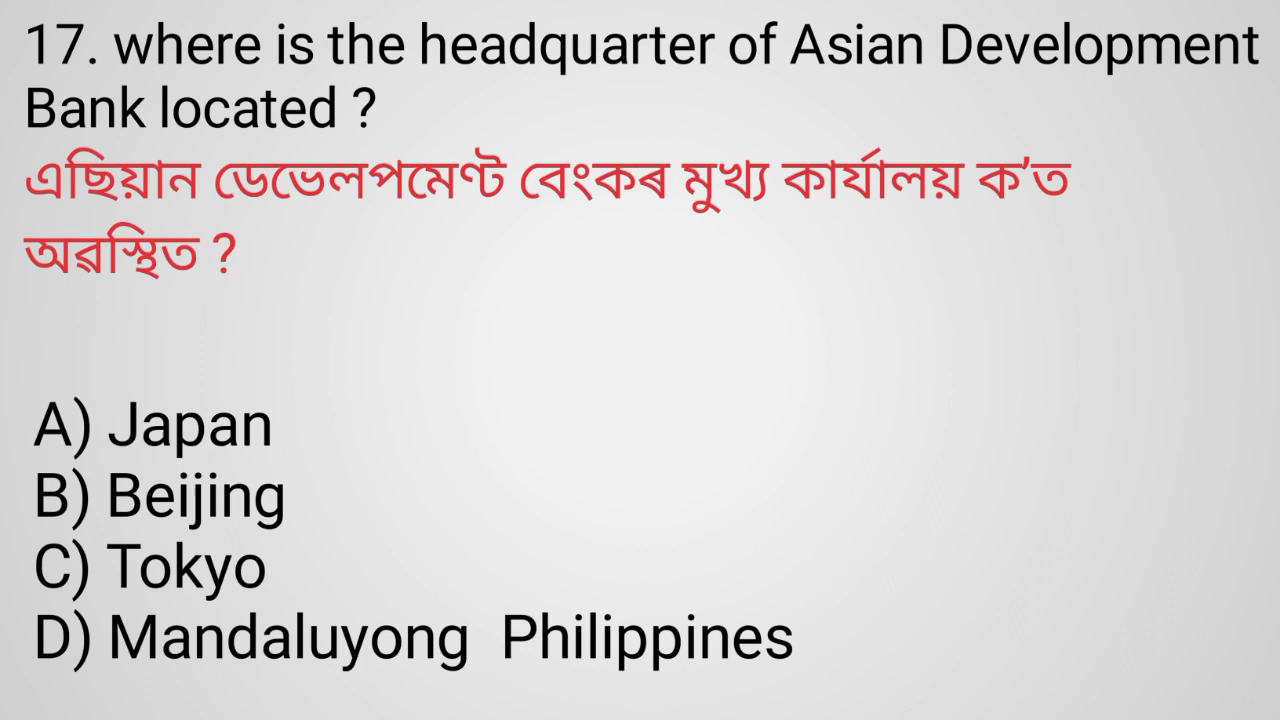 17. where is the headquarter of Asian Development
Bank located ?
এছিয়ান ডেভেলপমেণ্ট বেংকৰ মুখ্য কাৰ্যালয় ক’ত
অৱস্থিত ?
A) Japan
B) Beijing
C) Tokyo
D) Mandaluyong Philippines